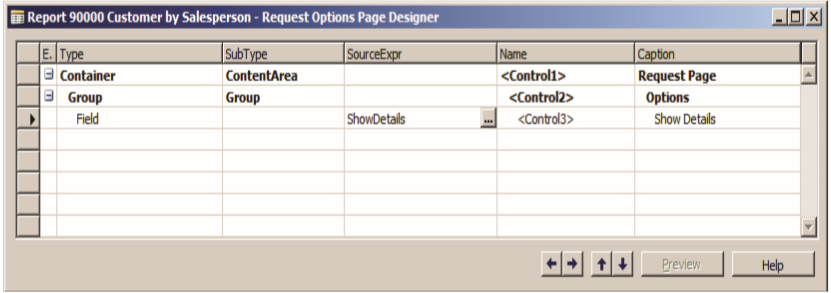 Report 90000 Customer by Salesperson - Request Options Page Designer
E. Type SubType SourceExpr Name Caption
Container ContentArea <Control1> Request Page
Group Group <Control2> Options
Field ShowDetails ... <Control3> Show Details
Preview Help